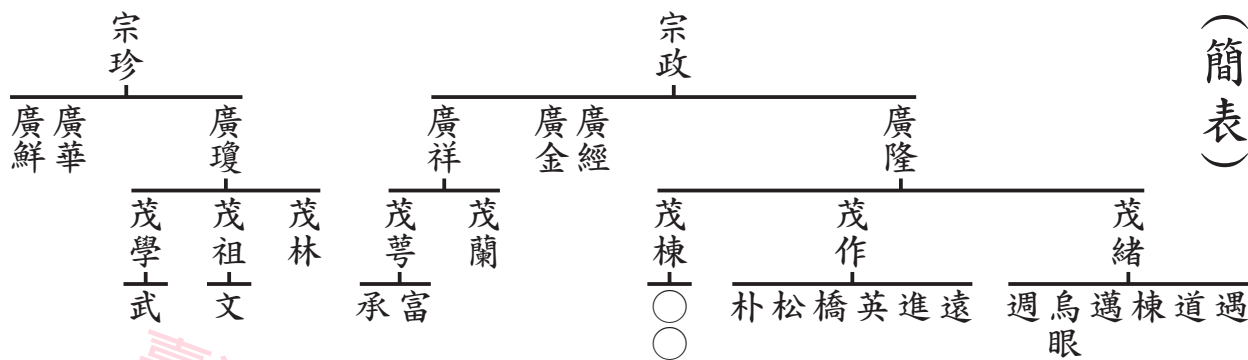 (簡表)
宗政
宗珍
廣隆
廣經
廣金
廣祥
廣瓊
廣華
廣鮮
茂緒
茂作
茂棟
茂蘭
茂萼
茂林
茂祖
茂學
遇
道
棟
邁
烏眼
週
遠
進
英
橋
松
朴
○○
富
承
文
武